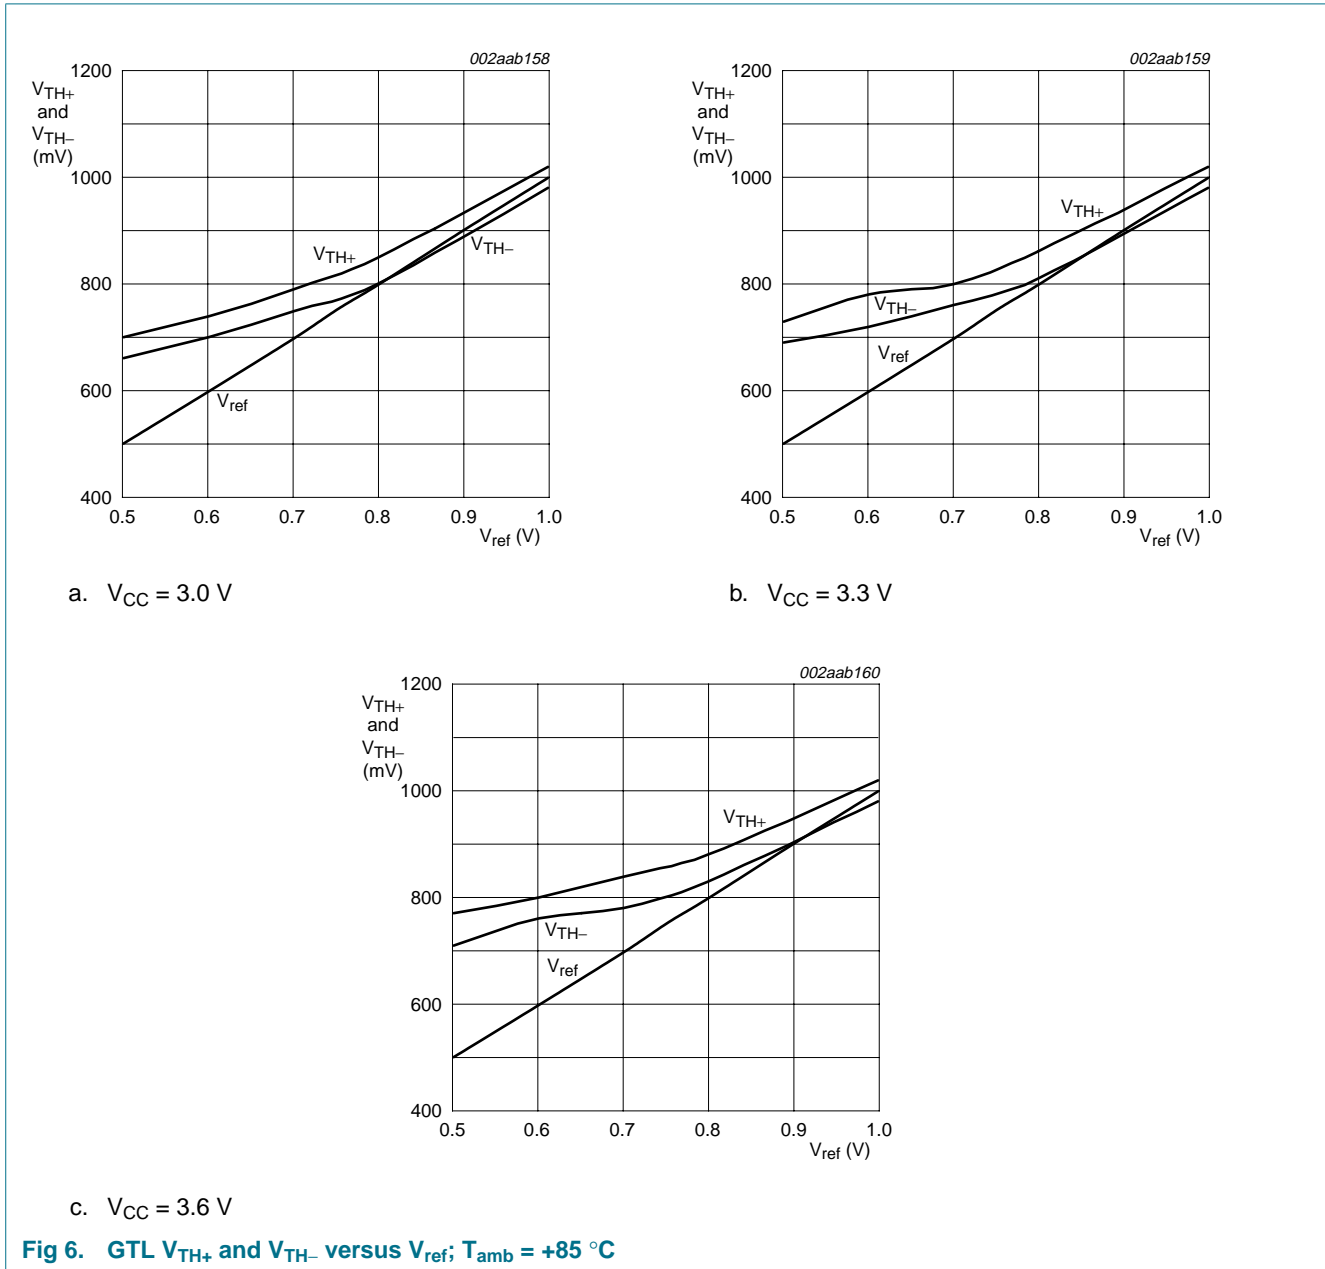 002aab158
1200
VTH+
and
VTH−
(mV)
1000
800
600
400
VTH+
VTH−
Vref
0.5 0.6 0.7 0.8 0.9 1.0
Vref (V)
a. VCC = 3.0 V
002aab159
1200
VTH+
and
VTH−
(mV)
1000
800
600
400
VTH+
VTH−
Vref
0.5 0.6 0.7 0.8 0.9 1.0
Vref (V)
b. VCC = 3.3 V
002aab160
1200
VTH+
and
VTH−
(mV)
1000
800
600
400
VTH+
VTH−
Vref
0.5 0.6 0.7 0.8 0.9 1.0
Vref (V)
c. VCC = 3.6 V
Fig 6. GTL VTH+ and VTH− versus Vref; Tamb = +85 °C